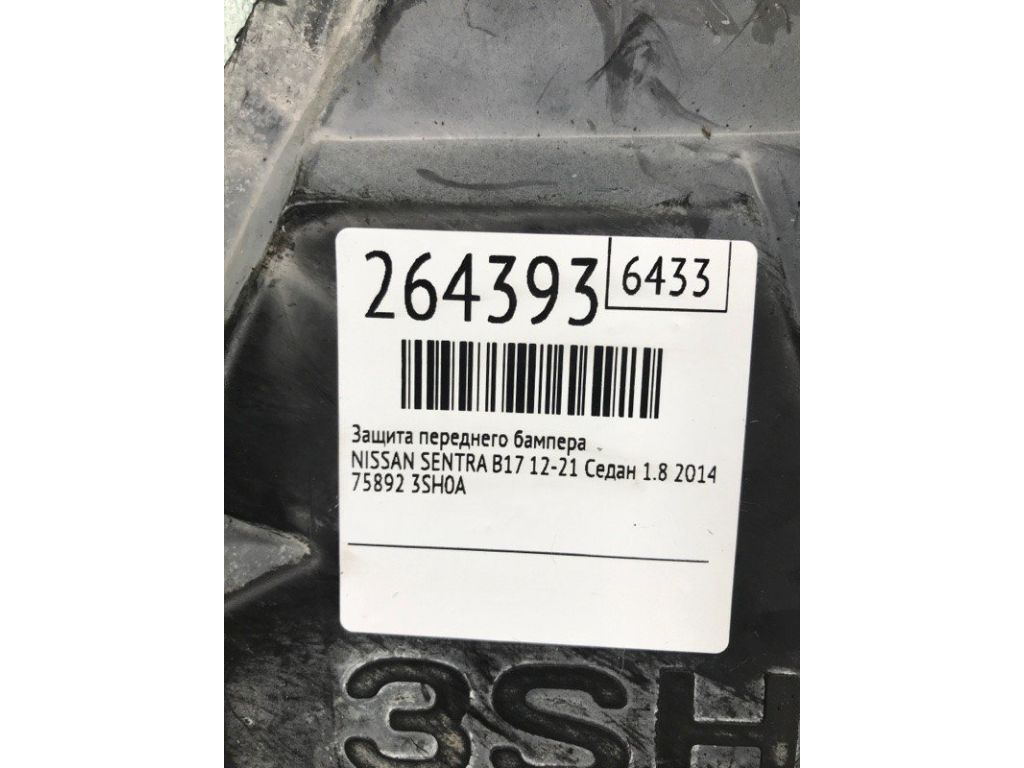 264393
6433
Защита переднего бампера
NISSAN SENTRA B17 12-21 Седан 1.8 2014
75892 3SH0A
3SH